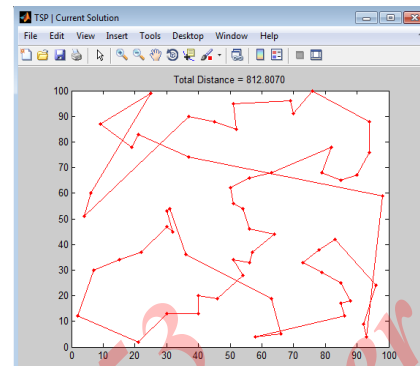 TSP | Current Solution
File Edit View Insert Tools Desktop Window Help
Total Distance = 812.8070
100
90
80
70
60
50
40
30
20
10
0
0 10 20 30 40 50 60 70 80 90 100